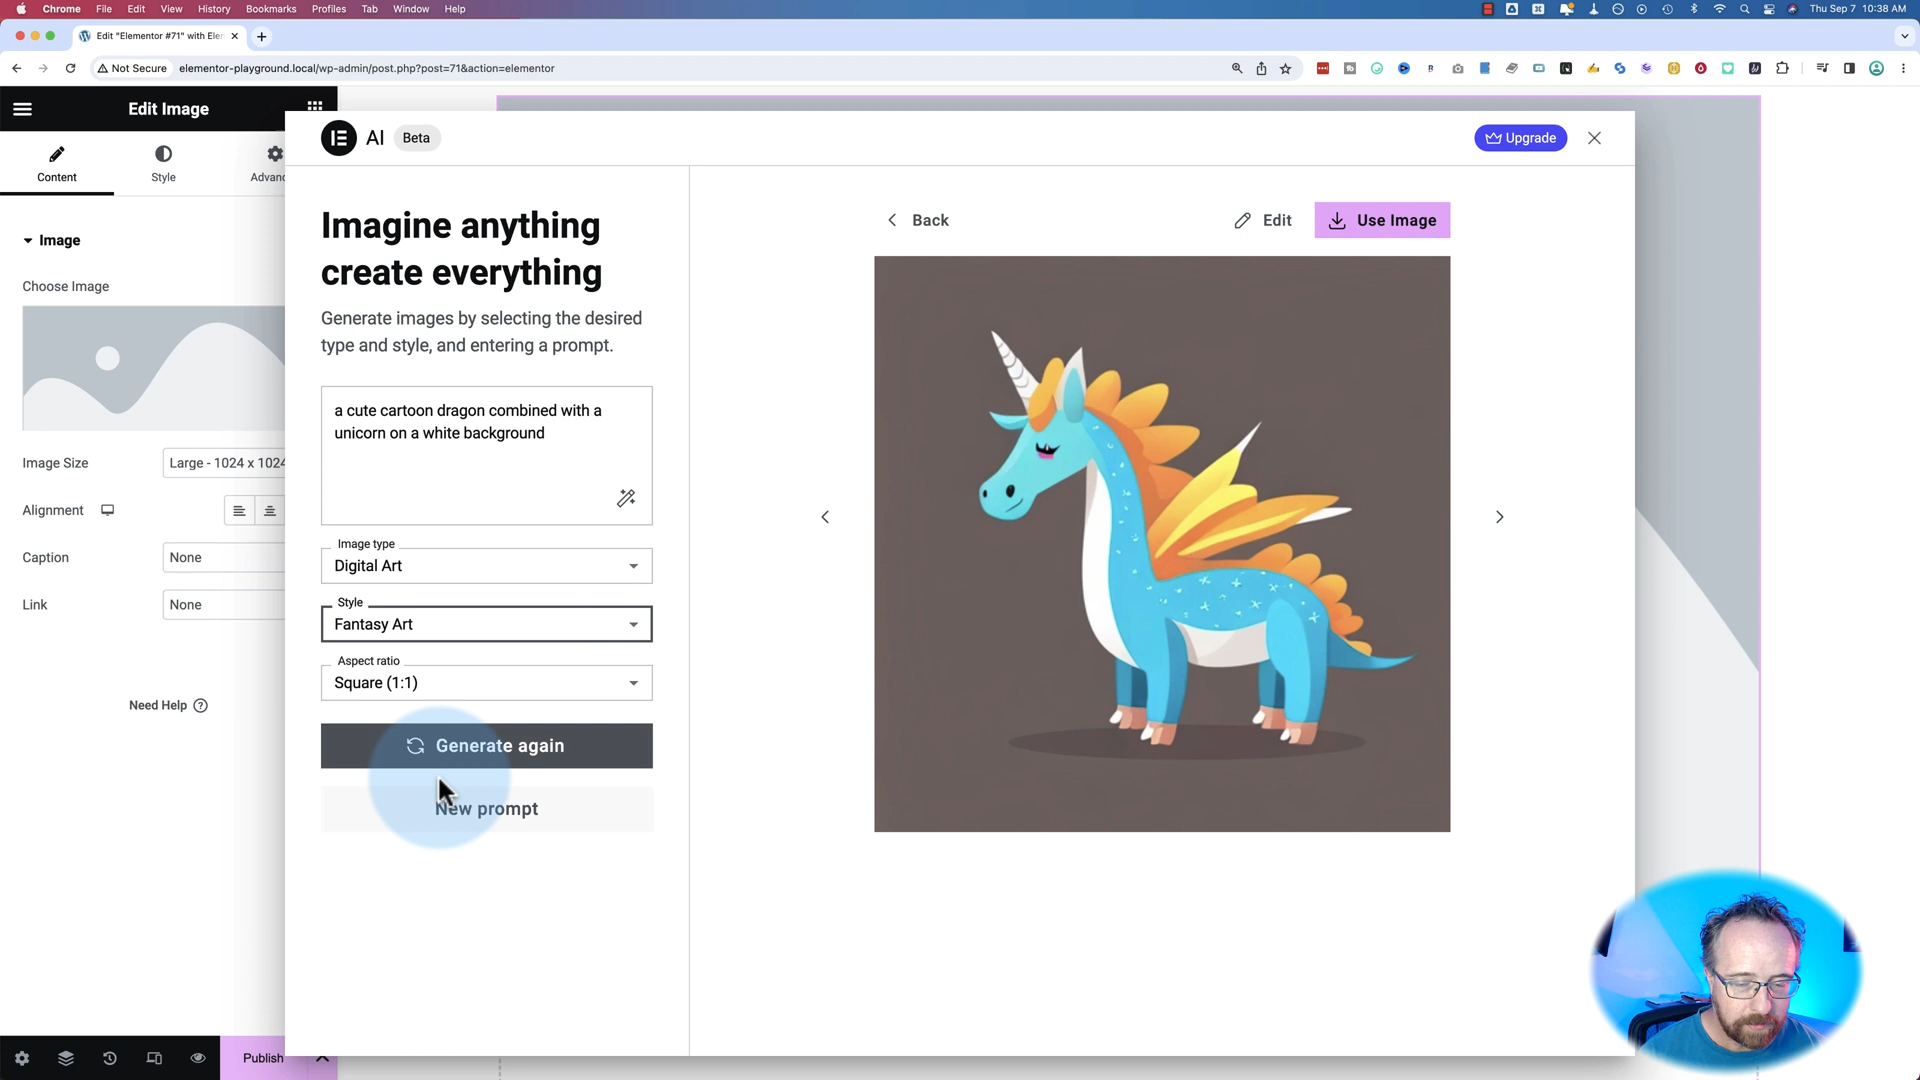 Chrome File Edit View History Bookmarks Profiles Tab Window Help
Thu Sep 7 10:38 AM
Edit "Elementor #71" with Ele
Not Secure elementor-playground.local/wp-admin/post.php?post=71&action=elementor
Edit Image
Content
Style
Advan
Image
Choose Image
Image Size
Large - 1024 x 1024
Alignment
Caption
None
Link
None
Need Help
Publish
AI Beta
Upgrade
Imagine anything
create everything
Generate images by selecting the desired
type and style, and entering a prompt.
a cute cartoon dragon combined with a
unicorn on a white background
Image type
Digital Art
Style
Fantasy Art
Aspect ratio
Square (1:1)
Generate again
New prompt
Back
Edit
Use Image